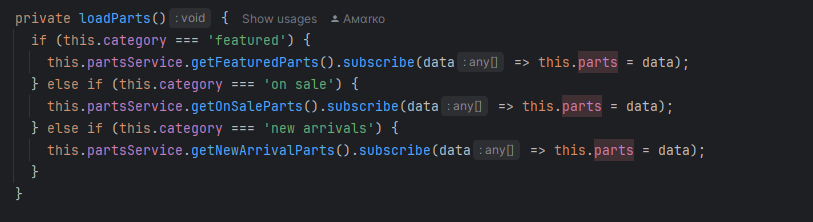 private loadParts() : void { Show usages Амагко
if (this.category === 'featured') {
this.partsService.getFeaturedParts().subscribe(data : any[] => this.parts = data);
} else if (this.category === 'on sale') {
this.partsService.getOnSaleParts().subscribe(data : any[] => this.parts = data);
} else if (this.category === 'new arrivals') {
this.partsService.getNewArrivalParts().subscribe(data : any[] => this.parts = data);
}
}